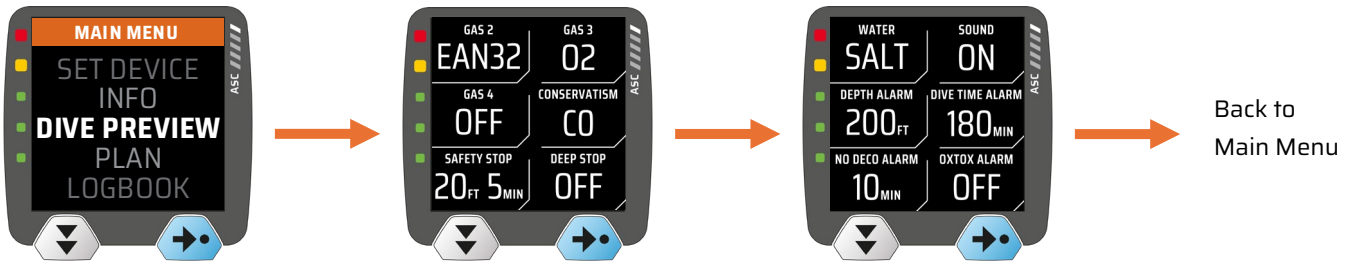 MAIN MENU
SET DEVICE
INFO
DIVE PREVIEW
PLAN
LOGBOOK
ASC
GAS 2 GAS 3
EAN32 O2
GAS 4 CONSERVATISM
OFF C0
SAFETY STOP DEEP STOP
20FT 5MIN OFF
ASC
WATER SOUND
SALT ON
DEPTH ALARM DIVE TIME ALARM
200FT 180MIN
NO DECO ALARM OXTOX ALARM
10MIN OFF
ASC
Back to
Main Menu